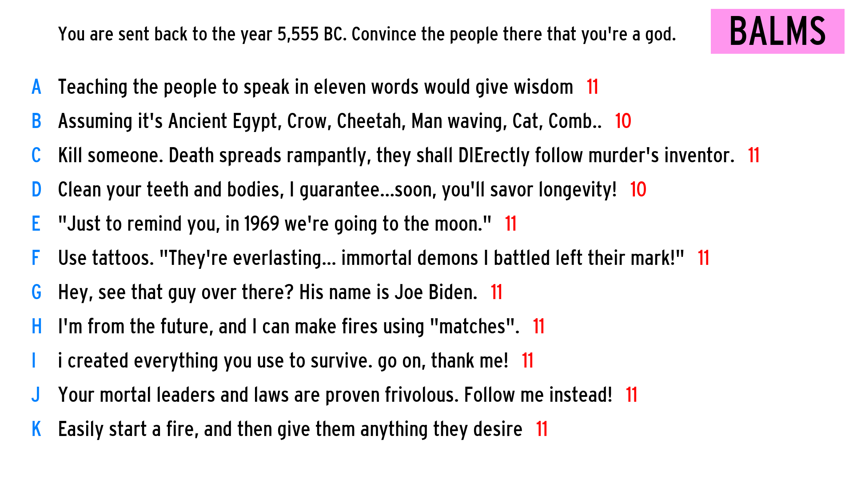 You are sent back to the year 5,555 BC. Convince the people there that you're a god.
BALMS
A Teaching the people to speak in eleven words would give wisdom 11
B Assuming it's Ancient Egypt, Crow, Cheetah, Man waving, Cat, Comb.. 10
C Kill someone. Death spreads rampantly, they shall DIErectly follow murder's inventor. 11
D Clean your teeth and bodies, I guarantee...soon, you'll savor longevity! 10
E "Just to remind you, in 1969 we're going to the moon." 11
F Use tattoos. "They're everlasting... immortal demons I battled left their mark!" 11
G Hey, see that guy over there? His name is Joe Biden. 11
H I'm from the future, and I can make fires using "matches". 11
I i created everything you use to survive. go on, thank me! 11
J Your mortal leaders and laws are proven frivolous. Follow me instead! 11
K Easily start a fire, and then give them anything they desire 11